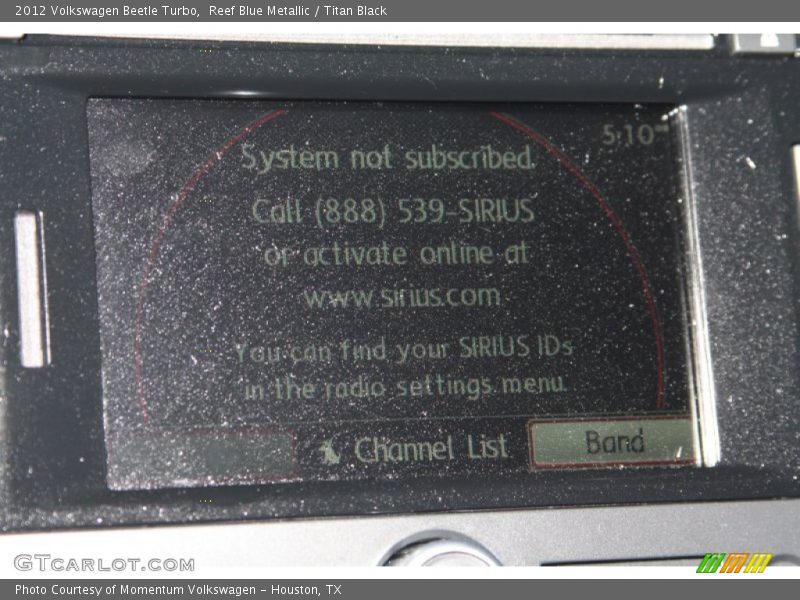 2012 Volkswagen Beetle Turbo,  Reef Blue Metallic / Titan Black
5:10
System not subscribed.
Call (888) 539-SIRIUS
or activate online at
www.sirius.com
You can find your SIRIUS IDs
in the radio settings menu.
Channel List
Band
GTCARLOT.COM
Photo Courtesy of Momentum Volkswagen - Houston, TX